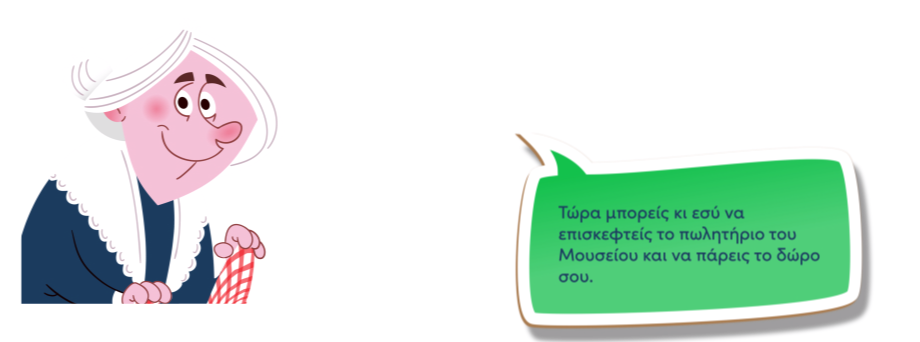 Τώρα μπορείς κι εσύ να
επισκεφτείς το πωλητήριο του
Μουσείου και να πάρεις το δώρο
σου.